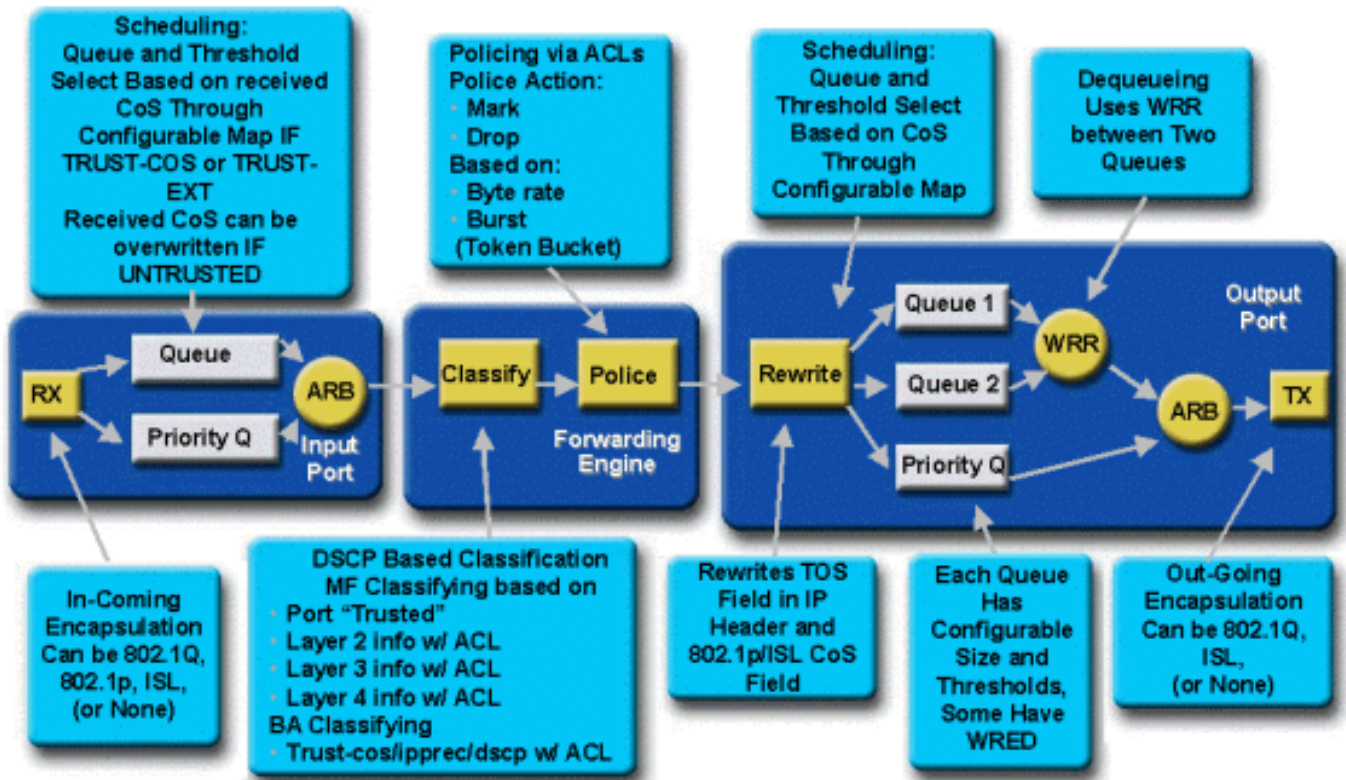 Scheduling:
Queue and Threshold
Select Based on received
CoS Through
Configurable Map IF
TRUST-COS or TRUST-
EXT
Received CoS can be
overwritten IF
UNTRUSTED
Policing via ACLs
Police Action:
· Mark
· Drop
Based on:
· Byte rate
· Burst
(Token Bucket)
Scheduling:
Queue and
Threshold Select
Based on CoS
Through
Configurable Map
Dequeueing
Uses WRR
between Two
Queues
RX
Queue
Priority Q
ARB
Input
Port
Classify
Police
Forwarding
Engine
Rewrite
Queue 1
Queue 2
Priority Q
WRR
ARB
TX
Output
Port
In-Coming
Encapsulation
Can be 802.1Q,
802.1p, ISL,
(or None)
DSCP Based Classification
MF Classifying based on
· Port “Trusted”
· Layer 2 info w/ ACL
· Layer 3 info w/ ACL
· Layer 4 info w/ ACL
BA Classifying
· Trust-cos/ipprec/dscp w/ ACL
Rewrites TOS
Field in IP
Header and
802.1p/ISL CoS
Field
Each Queue
Has
Configurable
Size and
Thresholds,
Some Have
WRED
Out-Going
Encapsulation
Can be 802.1Q,
ISL,
(or None)